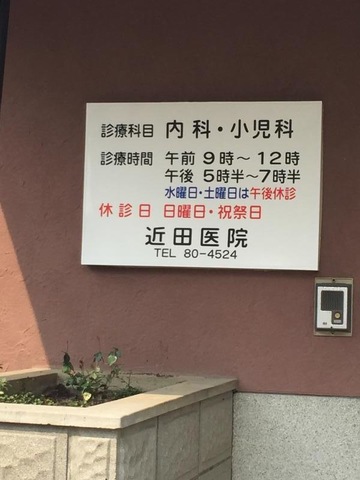 診療科目 内科・小児科
診療時間 午前 9時～12時
午後 5時半～7時半
水曜日・土曜日は午後休診
休診日 日曜日・祝祭日
近田医院
TEL 80-4524